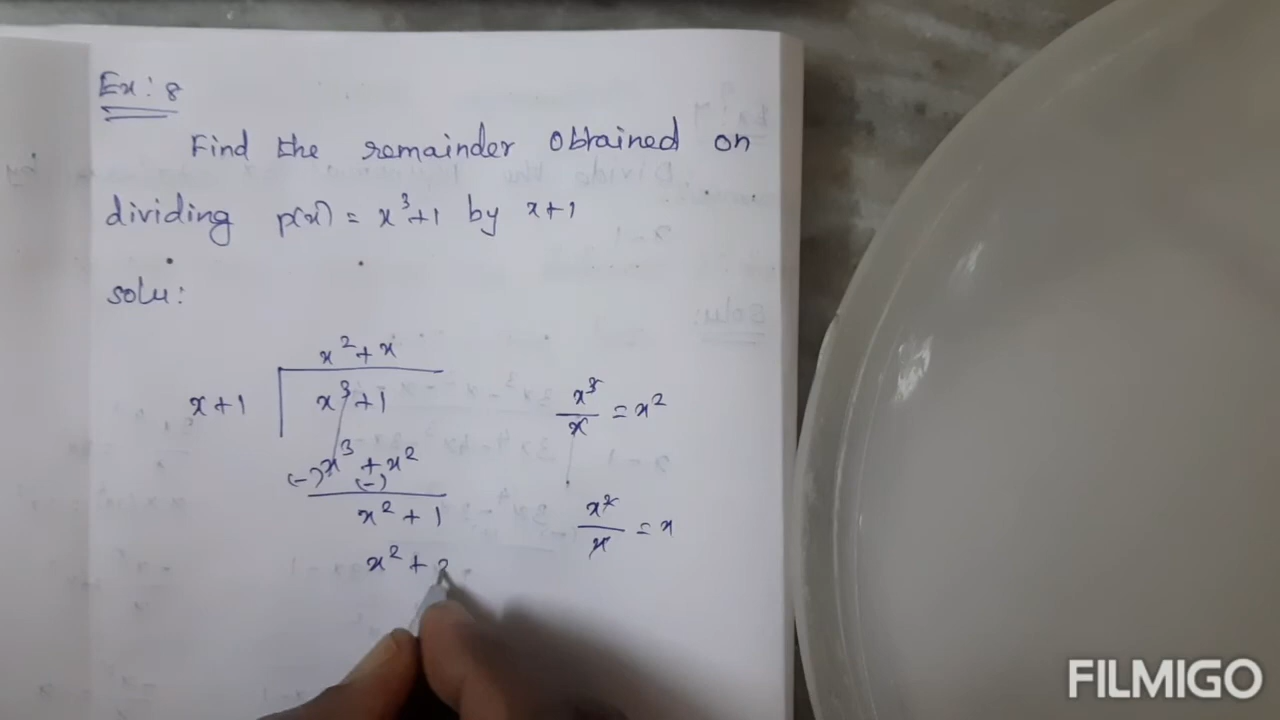 Ex: 8
Find the remainder obtained on
dividing p(x) = x³+1 by x+1
solu:
x² + x
x+1
x³+1
x³/x = x²
(-)x³ + x²
(-)
x² + 1
x²/x = x
x² +
FILMIGO